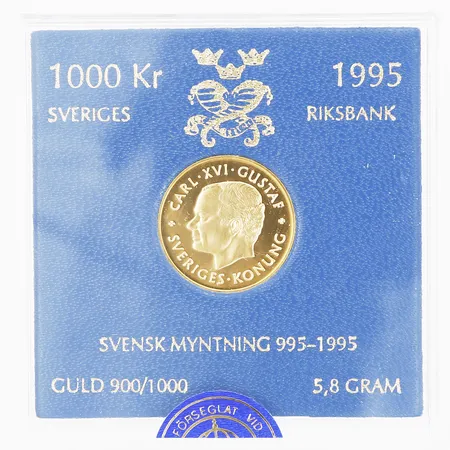 1000 Kr 1995
SVERIGES RIKSBANK
CARL·XVI·GUSTAF
SVERIGES·KONUNG
SVENSK MYNTNING 995–1995
GULD 900/1000 5,8 GRAM
FÖRSEGLAT VID